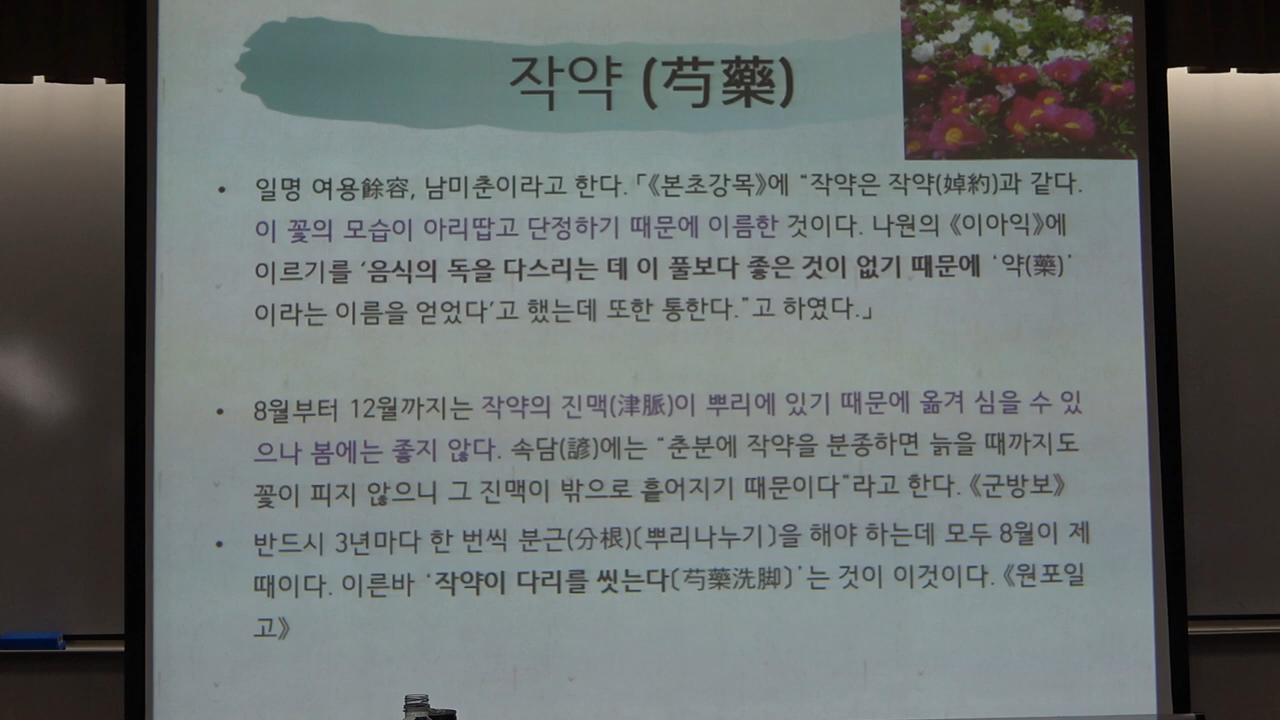 작약 (芍藥)
• 일명 여용餘容, 남미춘이라고 한다. 「《본초강목》에 "작약은 작약(婥約)과 같다.
이 꽃의 모습이 아리땁고 단정하기 때문에 이름한 것이다. 나원의 《이아익》에
이르기를 '음식의 독을 다스리는 데 이 풀보다 좋은 것이 없기 때문에 '약(藥)'
이라는 이름을 얻었다'고 했는데 또한 통한다."고 하였다.」
• 8월부터 12월까지는 작약의 진맥(津脈)이 뿌리에 있기 때문에 옮겨 심을 수 있
으나 봄에는 좋지 않다. 속담(諺)에는 "춘분에 작약을 분종하면 늙을 때까지도
꽃이 피지 않으니 그 진맥이 밖으로 흩어지기 때문이다"라고 한다. 《군방보》
• 반드시 3년마다 한 번씩 분근(分根)〔뿌리나누기〕을 해야 하는데 모두 8월이 제
때이다. 이른바 '작약이 다리를 씻는다〔芍藥洗脚〕'는 것이 이것이다. 《원포일
고》